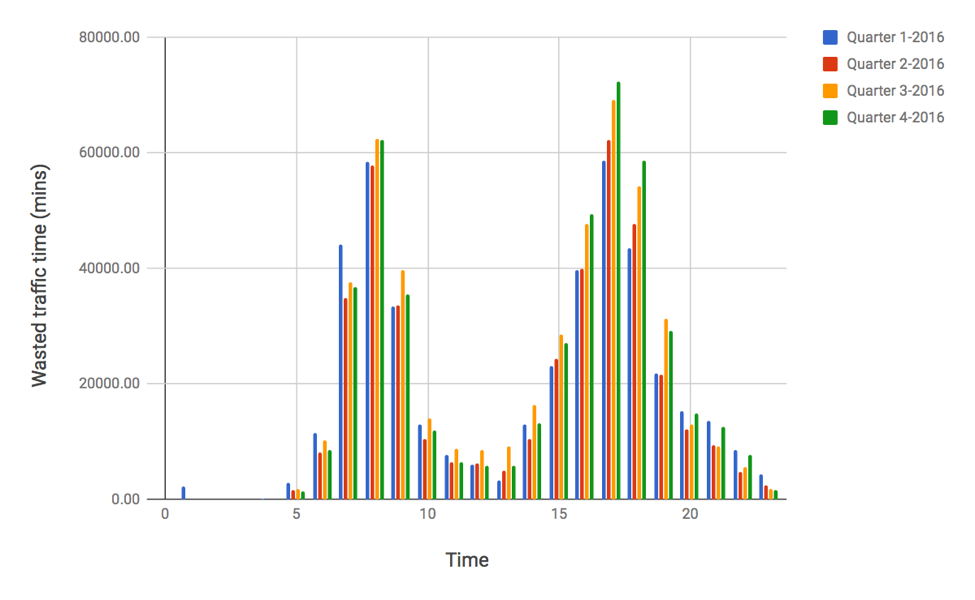 80000.00
60000.00
40000.00
20000.00
0.00
Wasted traffic time (mins)
0 5 10 15 20
Time
Quarter 1-2016
Quarter 2-2016
Quarter 3-2016
Quarter 4-2016